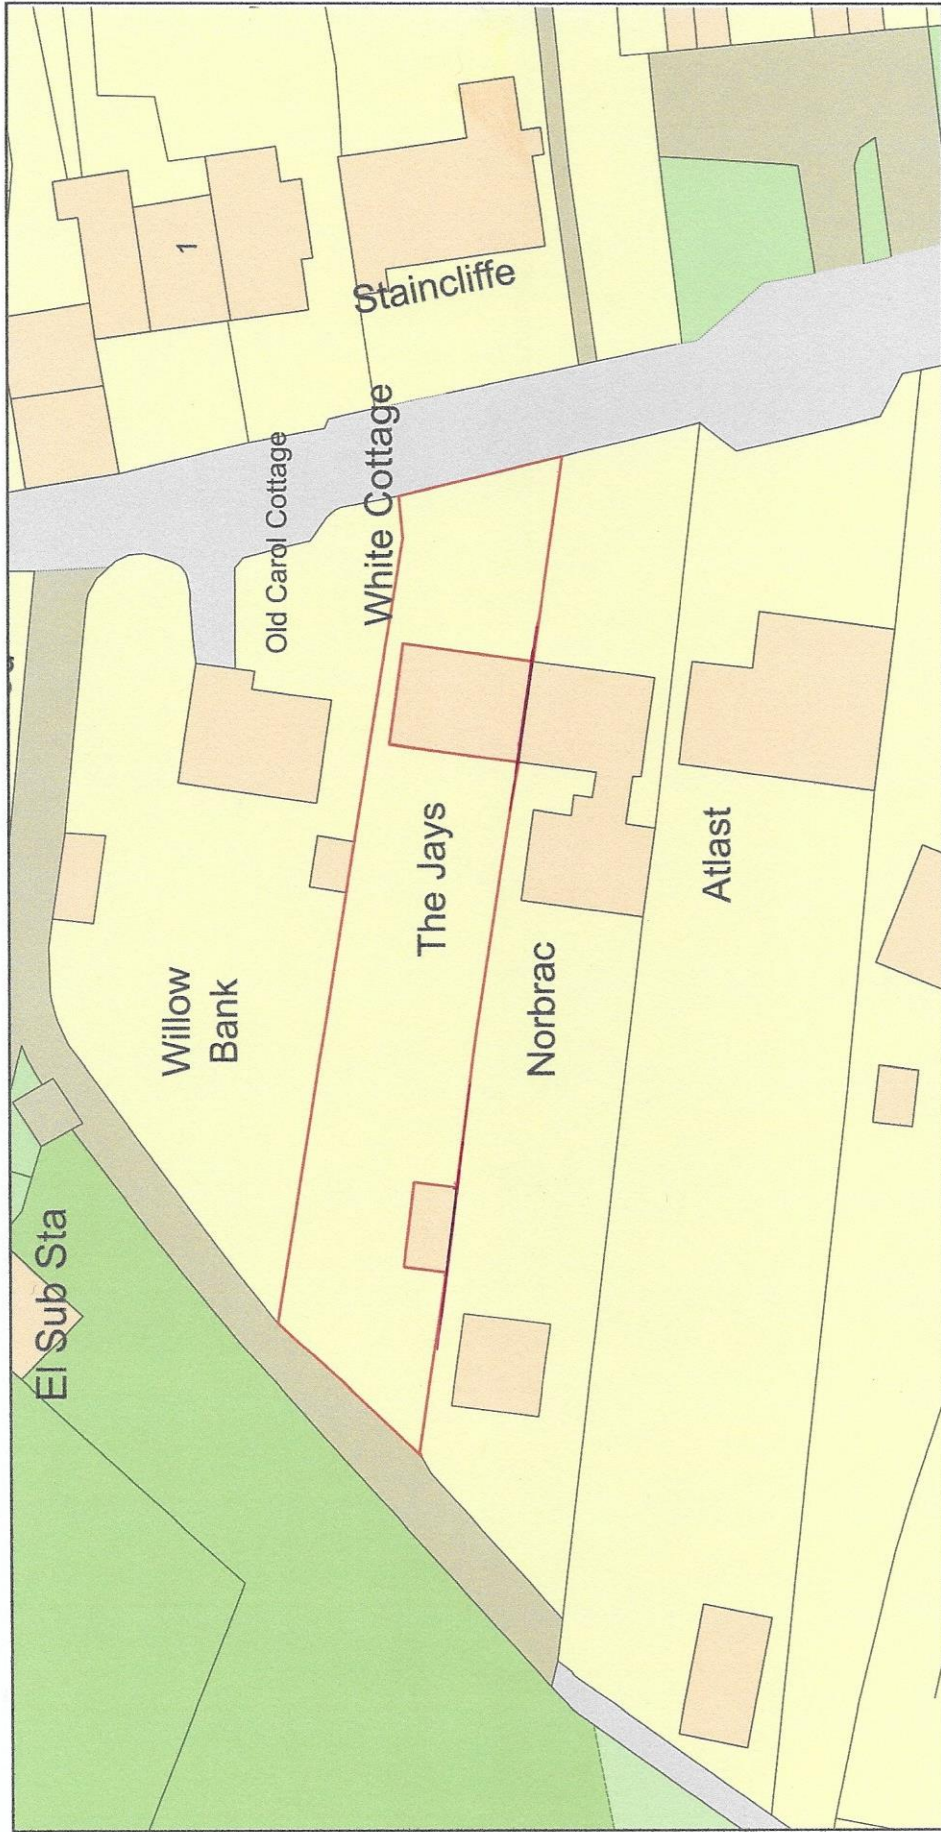 El Sub Sta
Willow
Bank
Old Carol Cottage
White Cottage
1
Staincliffe
The Jays
Norbrac
Atlast